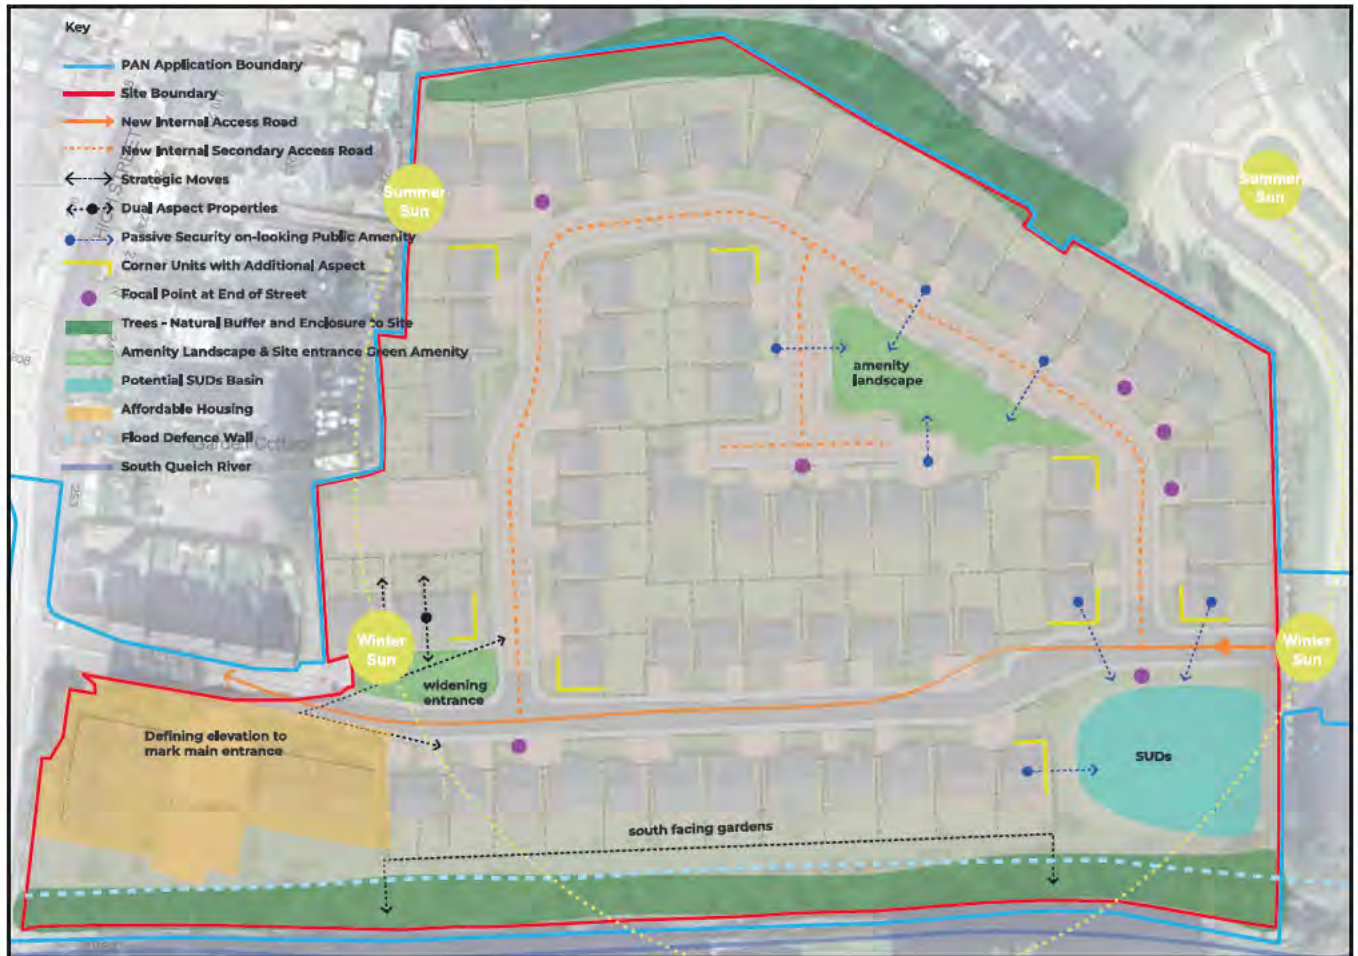 Key
PAN Application Boundary
Site Boundary
New Internal Access Road
New Internal Secondary Access Road
Strategic Moves
Dual Aspect Properties
Passive Security on-looking Public Amenity
Corner Units with Additional Aspect
Focal Point at End of Street
Trees - Natural Buffer and Enclosure to Site
Amenity Landscape & Site entrance Green Amenity
Potential SUDs Basin
Affordable Housing
Flood Defence Wall
South Queich River
Summer
Sun
Summer
Sun
amenity
landscape
253
Winter
Sun
Winter
Sun
widening
entrance
Defining elevation to
mark main entrance
SUDs
south facing gardens